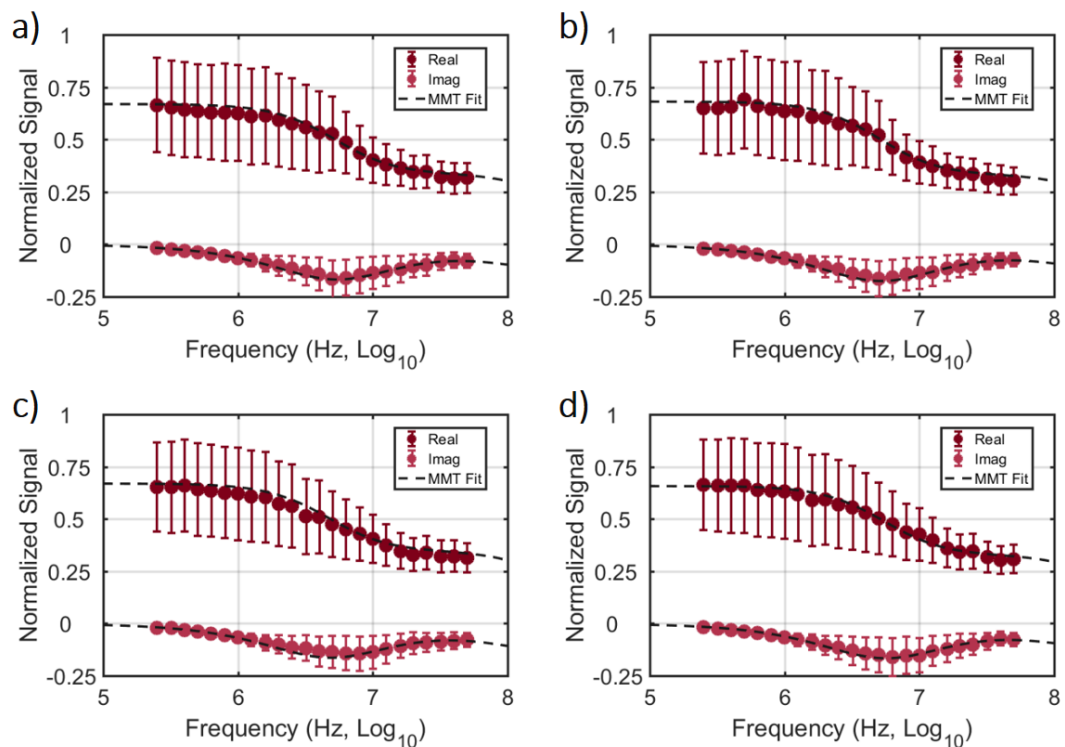 a)
1
0.75
0.5
0.25
0
-0.25
Normalized Signal
Real
Imag
MMT Fit
5
6
7
8
Frequency (Hz, Log10)
b)
1
0.75
0.5
0.25
0
-0.25
Normalized Signal
Real
Imag
MMT Fit
5
6
7
8
Frequency (Hz, Log10)
c)
1
0.75
0.5
0.25
0
-0.25
Normalized Signal
Real
Imag
MMT Fit
5
6
7
8
Frequency (Hz, Log10)
d)
1
0.75
0.5
0.25
0
-0.25
Normalized Signal
Real
Imag
MMT Fit
5
6
7
8
Frequency (Hz, Log10)